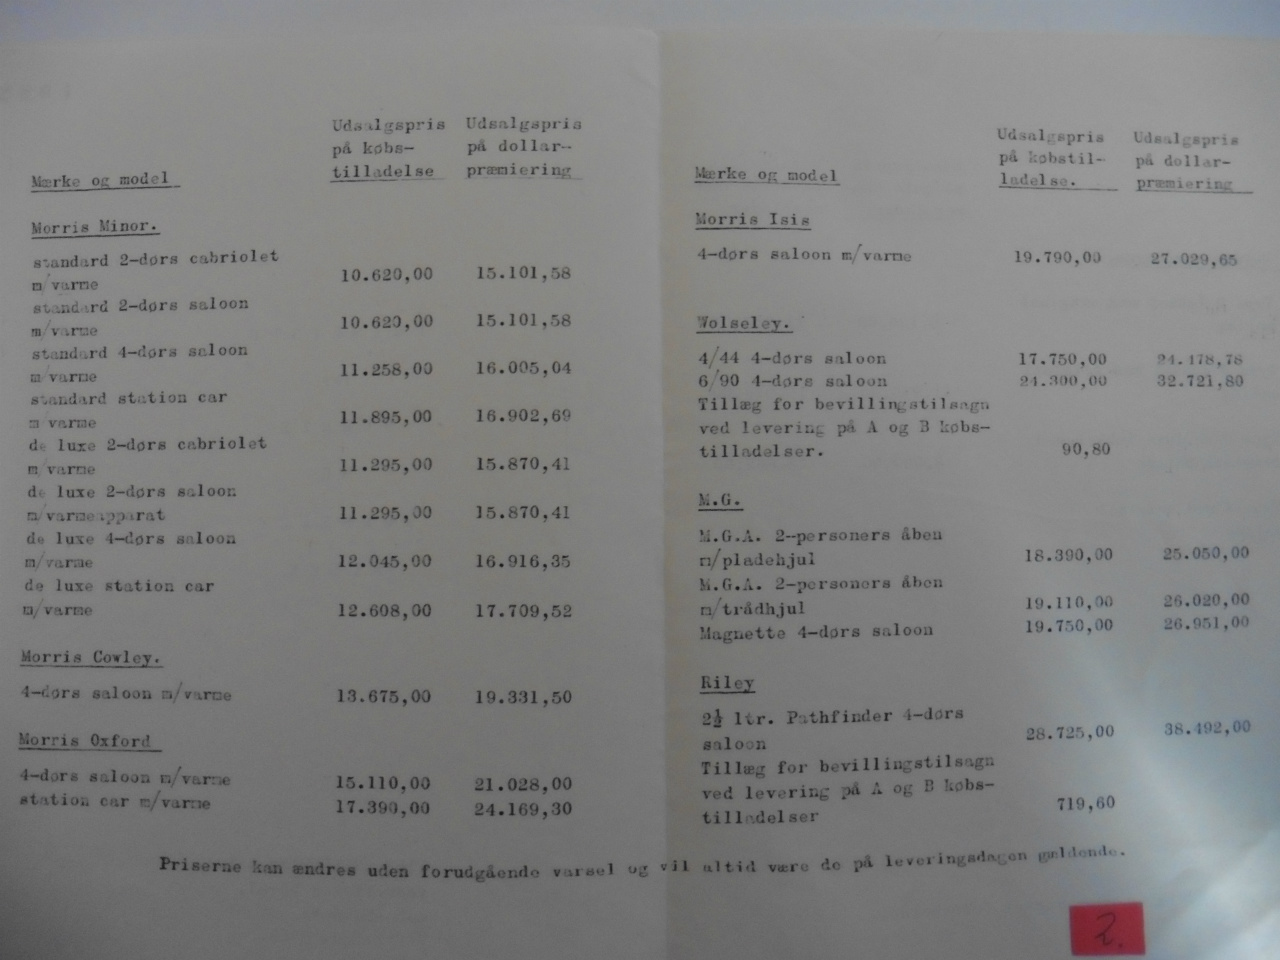 Mærke og model Udsalgspris på købs- tilladelse Udsalgspris på dollar- præmiering
Morris Minor.
standard 2-dørs cabriolet
m/varme 10.620,00 15.101,58
standard 2-dørs saloon
m/varme 10.620,00 15.101,58
standard 4-dørs saloon
m/varme 11.258,00 16.005,04
standard station car
m/varme 11.895,00 16.902,69
de luxe 2-dørs cabriolet
m/varme 11.295,00 15.870,41
de luxe 2-dørs saloon
m/varmeapparat 11.295,00 15.870,41
de luxe 4-dørs saloon
m/varme 12.045,00 16.916,35
de luxe station car
m/varme 12.608,00 17.709,52
Morris Cowley.
4-dørs saloon m/varme 13.675,00 19.331,50
Morris Oxford
4-dørs saloon m/varme 15.110,00 21.028,00
station car m/varme 17.390,00 24.169,30
Mærke og model Udsalgspris på købstil- ladelse. Udsalgspris på dollar- præmiering
Morris Isis
4-dørs saloon m/varme 19.790,00 27.029,65
Wolseley.
4/44 4-dørs saloon 17.750,00 24.478,78
6/90 4-dørs saloon 24.300,00 32.721,80
Tillæg for bevillingstilsagn
ved levering på A og B købs-
tilladelser. 90,80
M.G.
M.G.A. 2-personers åben
m/pladehjul 18.390,00 25.050,00
M.G.A. 2-personers åben
m/trådhjul 19.110,00 26.020,00
Magnette 4-dørs saloon 19.750,00 26.951,00
Riley
2½ ltr. Pathfinder 4-dørs
saloon 28.725,00 38.492,00
Tillæg for bevillingstilsagn
ved levering på A og B købs-
tilladelser 719,60
Priserne kan ændres uden forudgående varsel og vil altid være de på leveringsdagen gældende.
2.